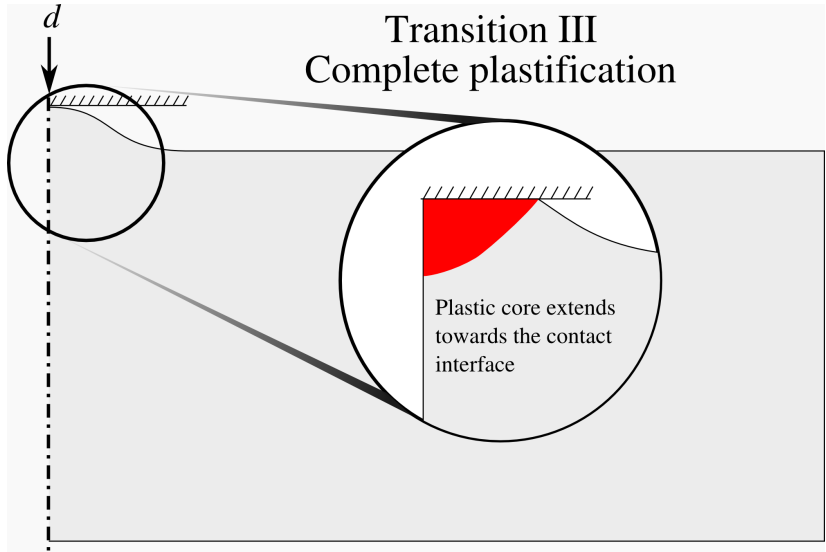 d
Transition III
Complete plastification
Plastic core extends
towards the contact
interface